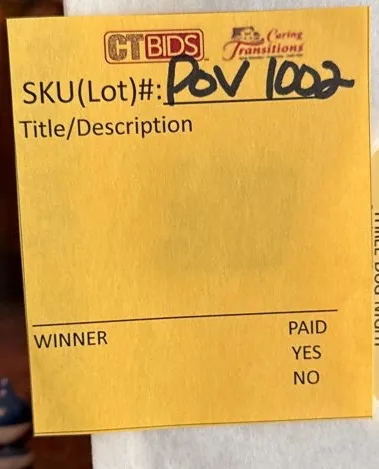 CTBIDS Caring Transitions
SKU(Lot)#: POV 1002
Title/Description
WINNER PAID
YES
NO